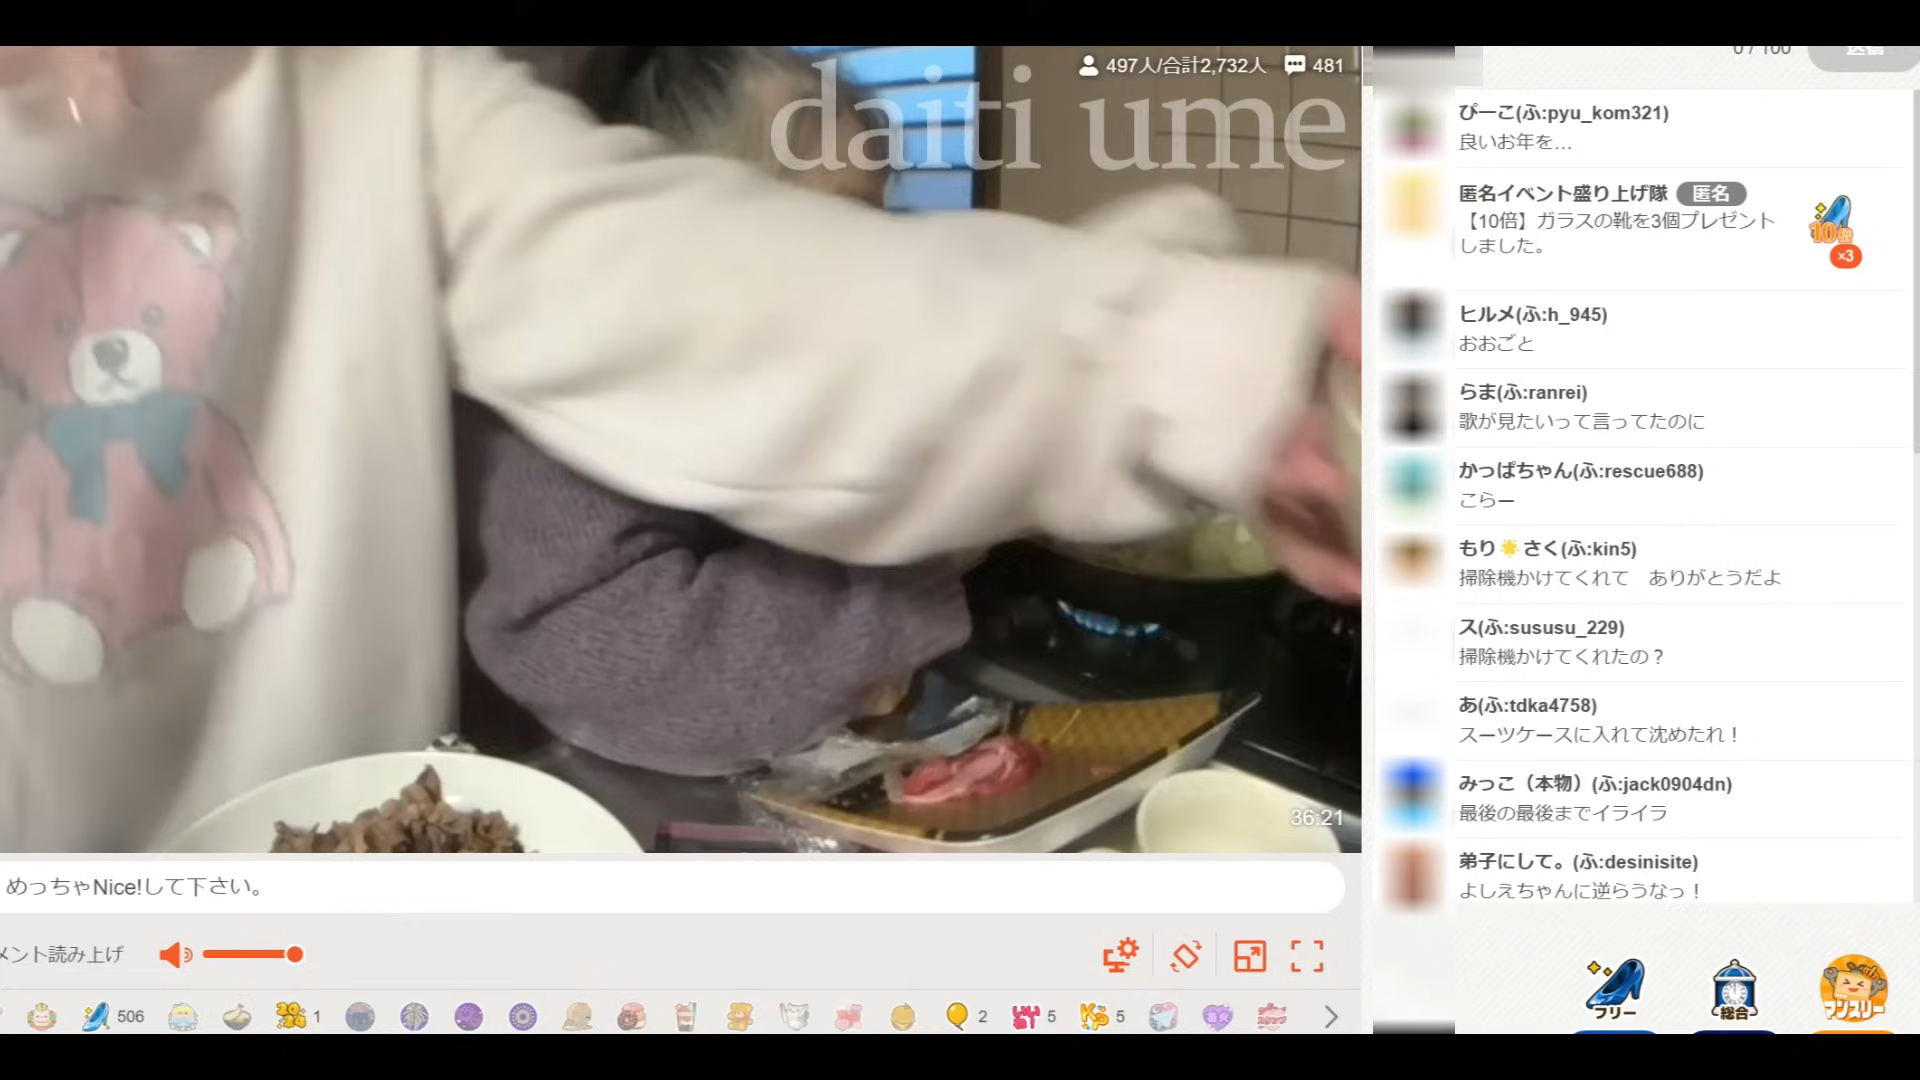 497人/合計2,732人 481
daiti ume
36:21
めっちゃNice!して下さい。
メント読み上げ
506
1
2
5
5
0 / 100
送信
ぴーこ(ふ:pyu_kom321)
良いお年を…
匿名イベント盛り上げ隊 匿名
【10倍】ガラスの靴を3個プレゼント
しました。
10倍
×3
ヒルメ(ふ:h_945)
おおごと
らま(ふ:ranrei)
歌が見たいって言ってたのに
かっぱちゃん(ふ:rescue688)
こらー
もり🌟さく(ふ:kin5)
掃除機かけてくれて　ありがとうだよ
ス(ふ:sususu_229)
掃除機かけてくれたの？
あ(ふ:tdka4758)
スーツケースに入れて沈めたれ！
みっこ（本物）(ふ:jack0904dn)
最後の最後までイライラ
弟子にして。(ふ:desinisite)
よしえちゃんに逆らうなっ！
フリー
総合
マンスリー